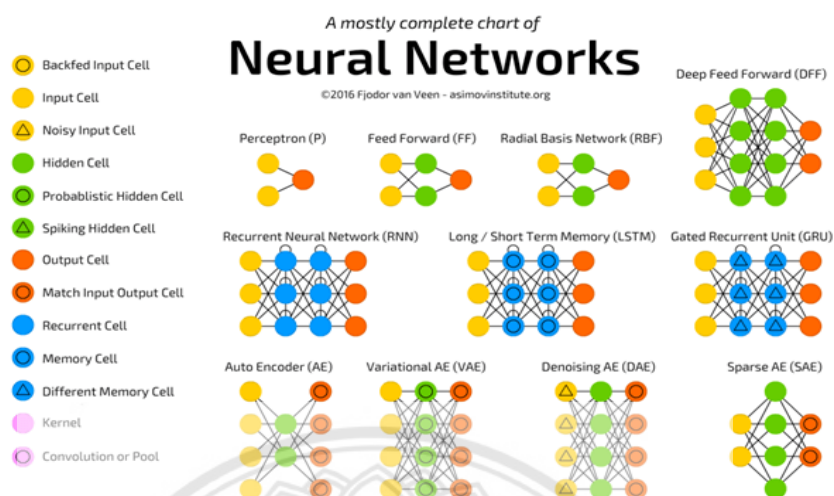 A mostly complete chart of
Neural Networks
©2016 Fjodor van Veen - asimovinstitute.org
Backfed Input Cell
Input Cell
Noisy Input Cell
Hidden Cell
Probablistic Hidden Cell
Spiking Hidden Cell
Output Cell
Match Input Output Cell
Recurrent Cell
Memory Cell
Different Memory Cell
Kernel
Convolution or Pool
Deep Feed Forward (DFF)
Perceptron (P)
Feed Forward (FF)
Radial Basis Network (RBF)
Recurrent Neural Network (RNN)
Long / Short Term Memory (LSTM)
Gated Recurrent Unit (GRU)
Auto Encoder (AE)
Variational AE (VAE)
Denoising AE (DAE)
Sparse AE (SAE)